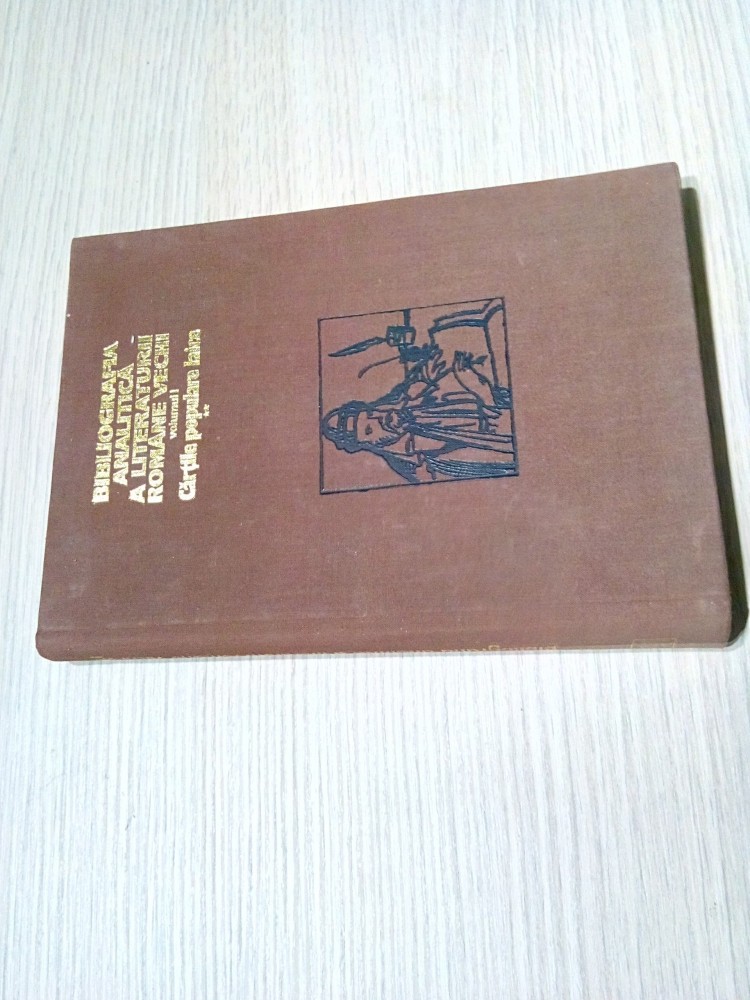 BIBLIOGRAFIA
ANALITICĂ
A LITERATURII
ROMÂNE VECHI
volumul I
Cărțile populare laice
**